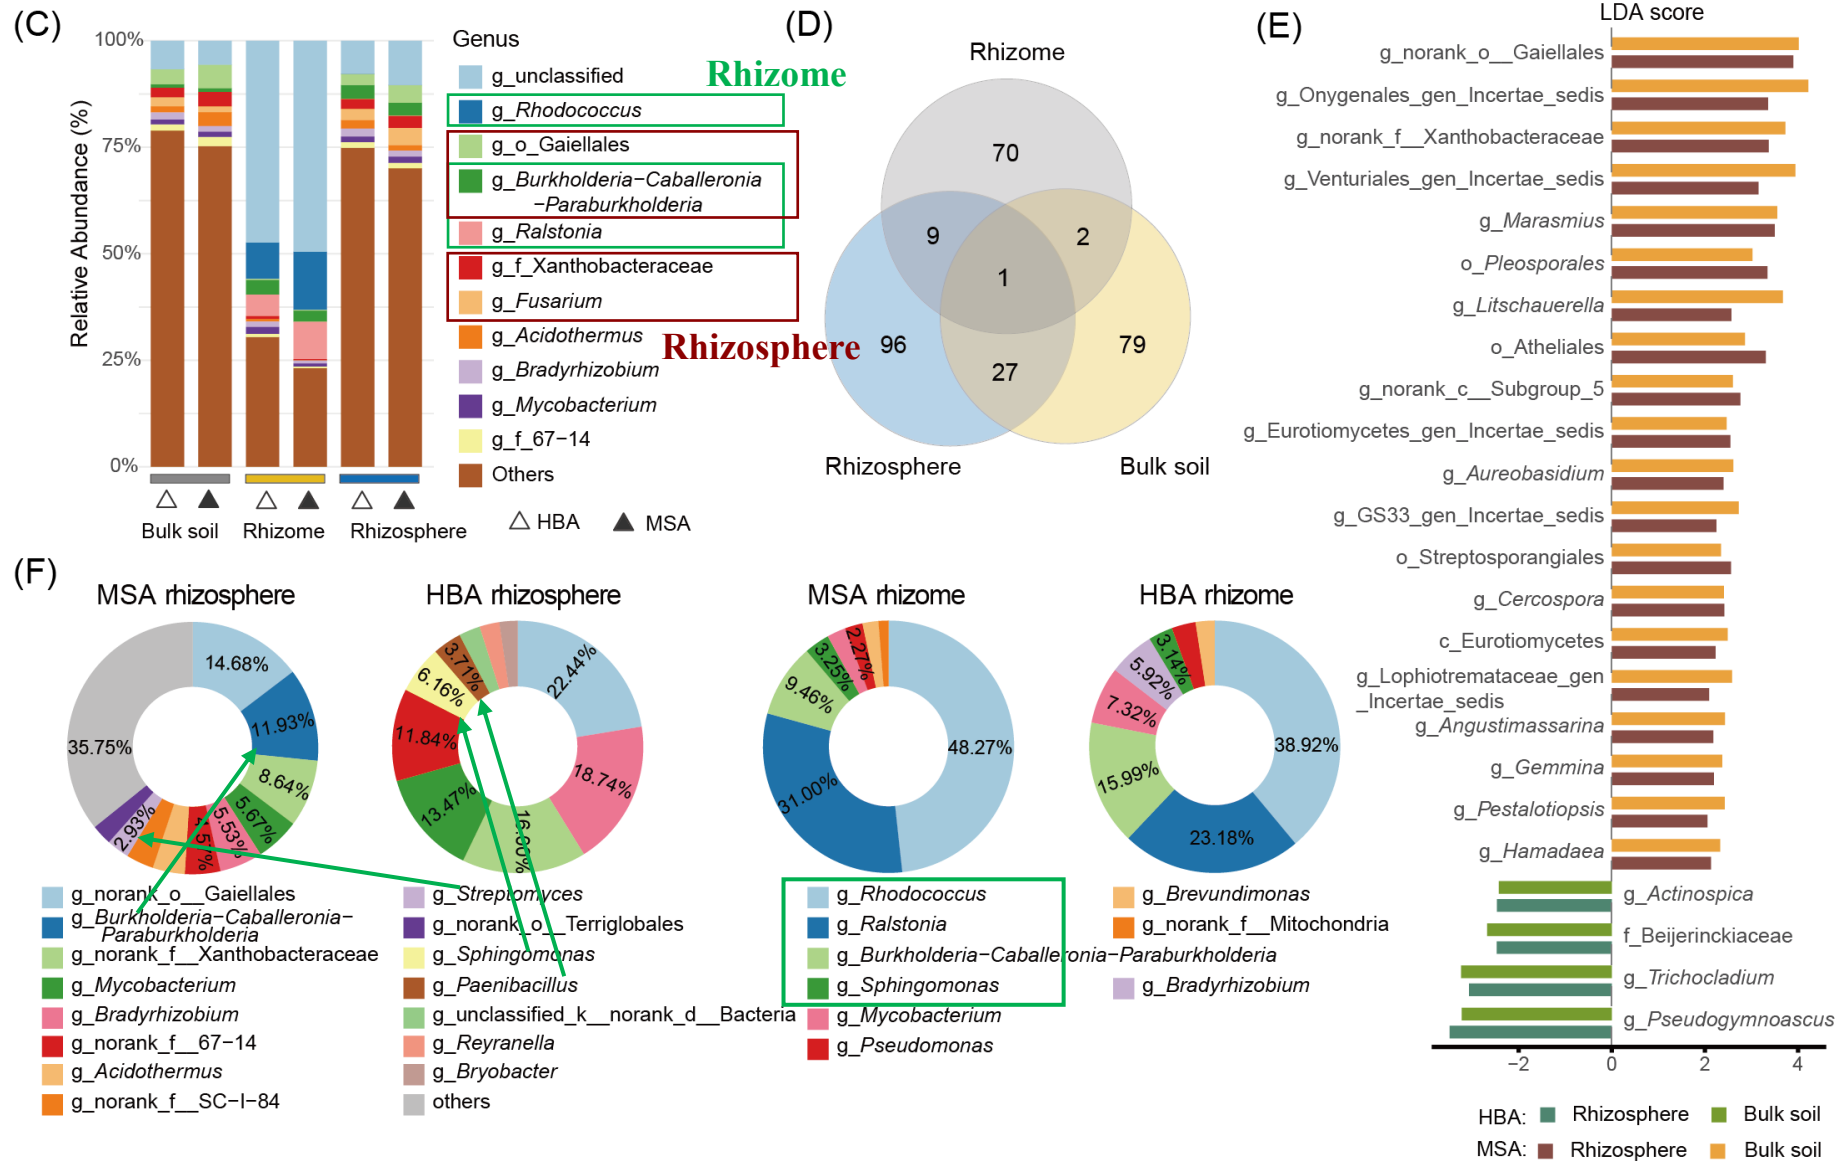 (C)
100%
75%
50%
25%
0%
Relative Abundance (%)
Bulk soil
Rhizome
Rhizosphere
Genus
g_unclassified
g_Rhodococcus
g_o_Gaiellales
g_Burkholderia−Caballeronia
−Paraburkholderia
g_Ralstonia
g_f_Xanthobacteraceae
g_Fusarium
g_Acidothermus
g_Bradyrhizobium
g_Mycobacterium
g_f_67−14
Others
HBA
MSA
Rhizome
Rhizosphere
(D)
Rhizome
70
9
2
1
96
79
27
Rhizosphere
Bulk soil
(E)
LDA score
g_norank_o__Gaiellales
g_Onygenales_gen_Incertae_sedis
g_norank_f__Xanthobacteraceae
g_Venturiales_gen_Incertae_sedis
g_Marasmius
o_Pleosporales
g_Litschauerella
o_Atheliales
g_norank_c__Subgroup_5
g_Eurotiomycetes_gen_Incertae_sedis
g_Aureobasidium
g_GS33_gen_Incertae_sedis
o_Streptosporangiales
g_Cercospora
c_Eurotiomycetes
g_Lophiotremataceae_gen
_Incertae_sedis
g_Angustimassarina
g_Gemmina
g_Pestalotiopsis
g_Hamadaea
g_Actinospica
f_Beijerinckiaceae
g_Trichocladium
g_Pseudogymnoascus
−2
0
2
4
HBA: Rhizosphere Bulk soil
MSA: Rhizosphere Bulk soil
(F)
MSA rhizosphere
14.68%
11.93%
8.64%
5.67%
5.53%
2.93%
35.75%
HBA rhizosphere
22.44%
18.74%
13.47%
11.84%
6.16%
3.71%
MSA rhizome
48.27%
31.00%
9.46%
3.25%
2.27%
HBA rhizome
38.92%
23.18%
15.99%
7.32%
5.92%
3.14%
g_norank_o__Gaiellales
g_Burkholderia−Caballeronia−
Paraburkholderia
g_norank_f__Xanthobacteraceae
g_Mycobacterium
g_Bradyrhizobium
g_norank_f__67−14
g_Acidothermus
g_norank_f__SC−I−84
g_Streptomyces
g_norank_o__Terriglobales
g_Sphingomonas
g_Paenibacillus
g_unclassified_k__norank_d__Bacteria
g_Reyranella
g_Bryobacter
others
g_Rhodococcus
g_Ralstonia
g_Burkholderia−Caballeronia−Paraburkholderia
g_Sphingomonas
g_Mycobacterium
g_Pseudomonas
g_Brevundimonas
g_norank_f__Mitochondria
g_Bradyrhizobium